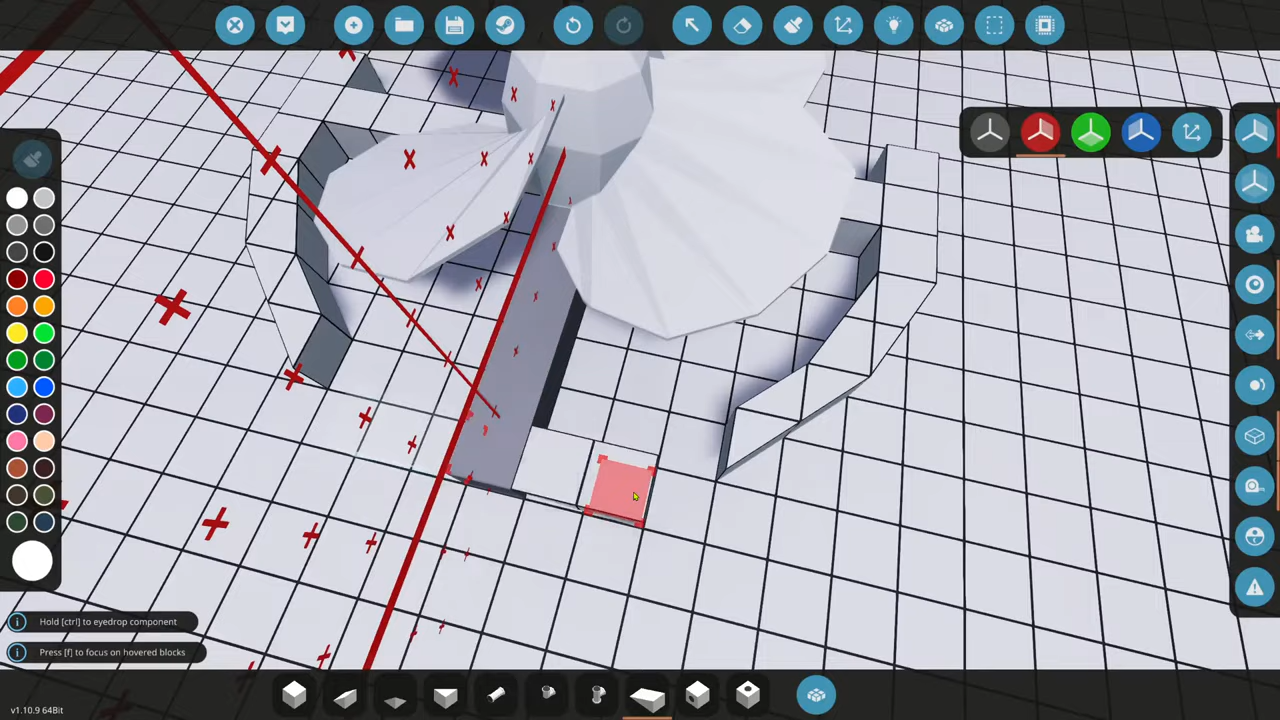 Hold [ctrl] to eyedrop component
Press [f] to focus on hovered blocks
v1.10.9 64Bit